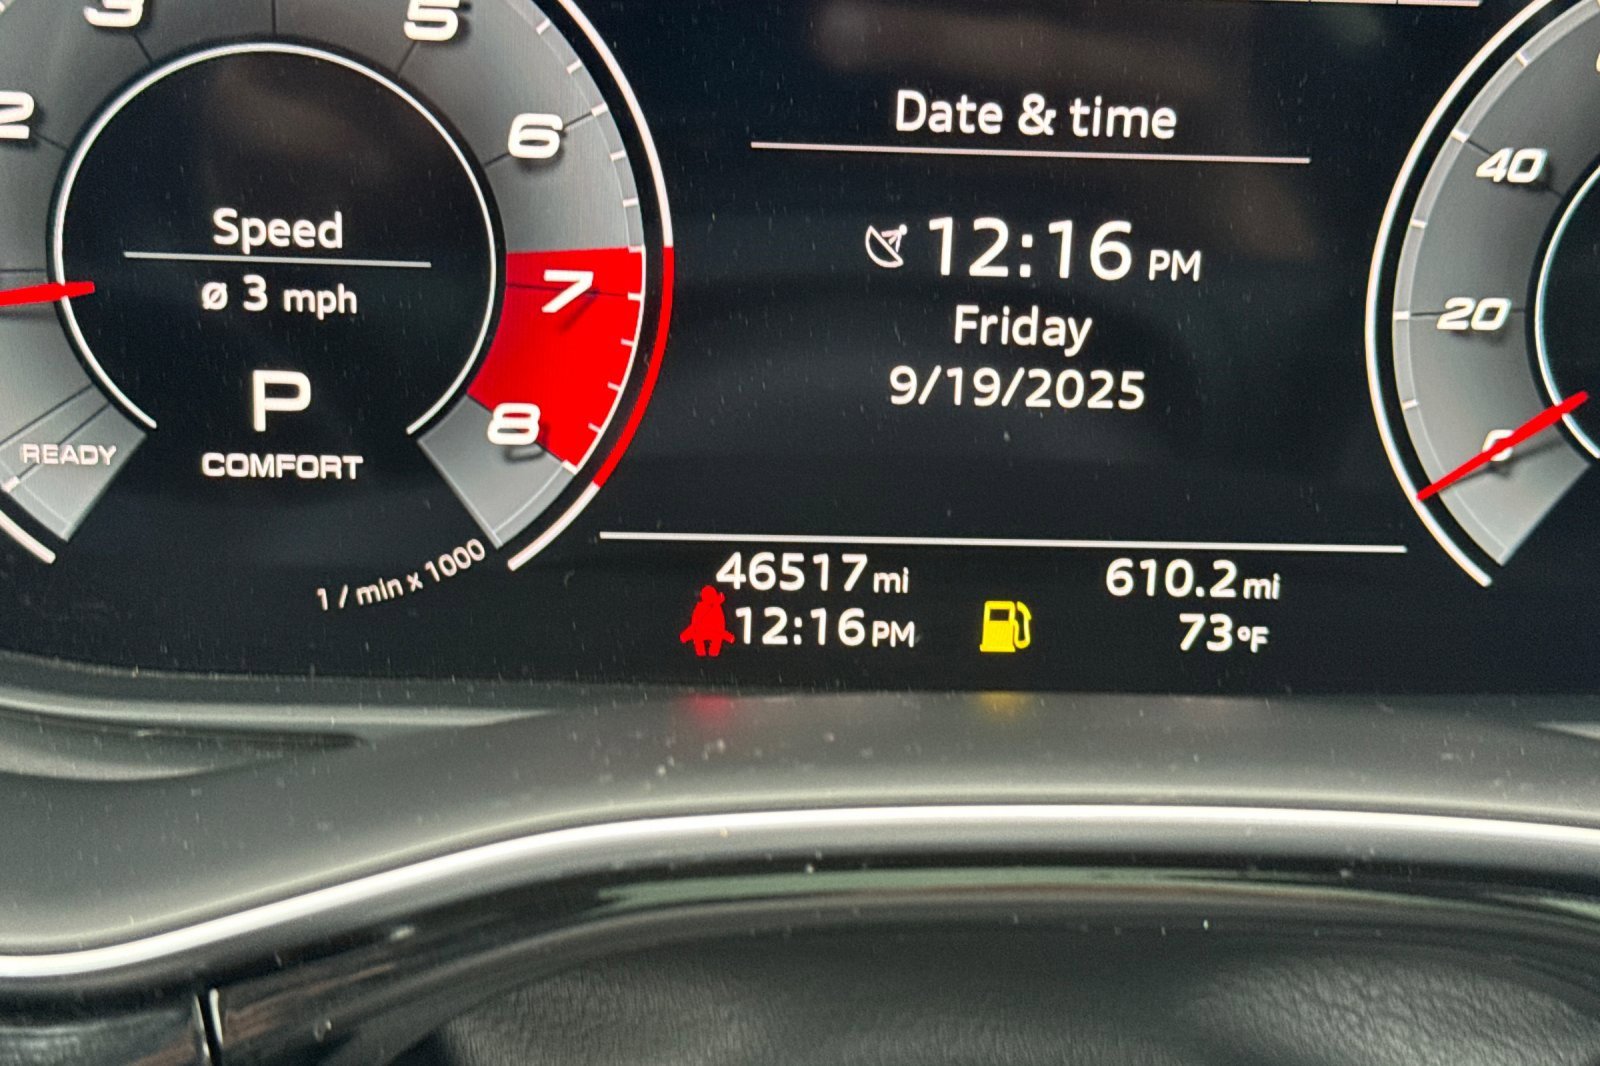 3
5
2
6
7
8
READY
Speed
ø 3 mph
P
COMFORT
1 / min x 1000
Date & time
12:16 PM
Friday
9/19/2025
46517 mi
610.2 mi
12:16 PM
73°F
40
20
0